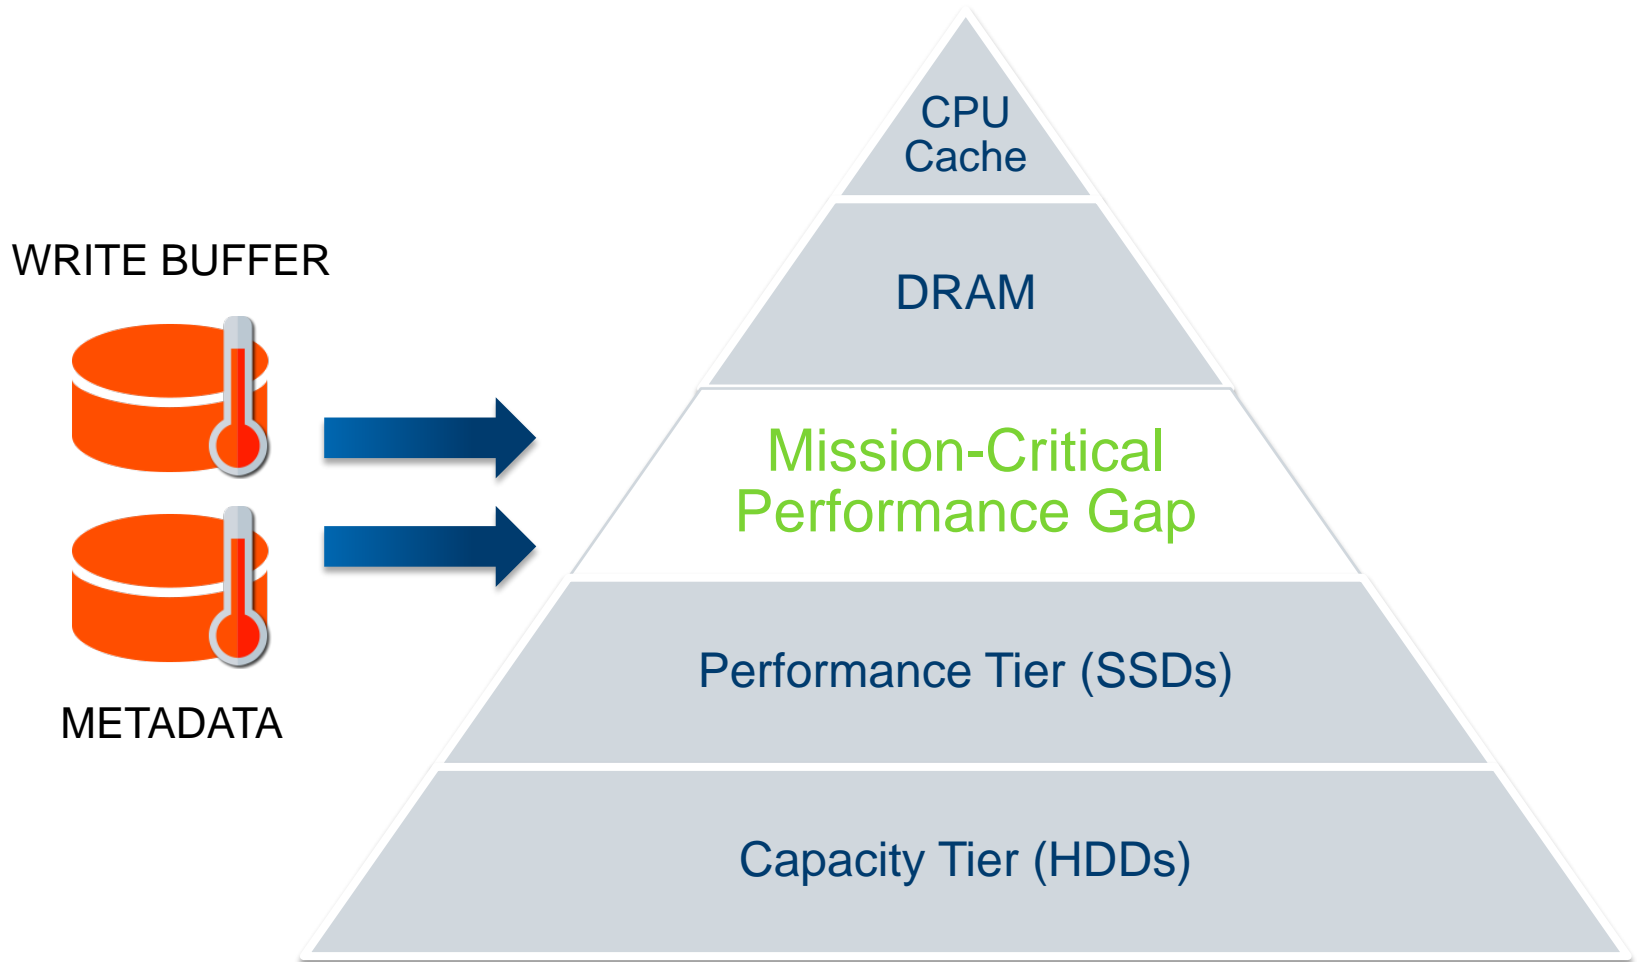 CPU
Cache
WRITE BUFFER
DRAM
Mission-Critical
Performance Gap
Performance Tier (SSDs)
METADATA
Capacity Tier (HDDs)